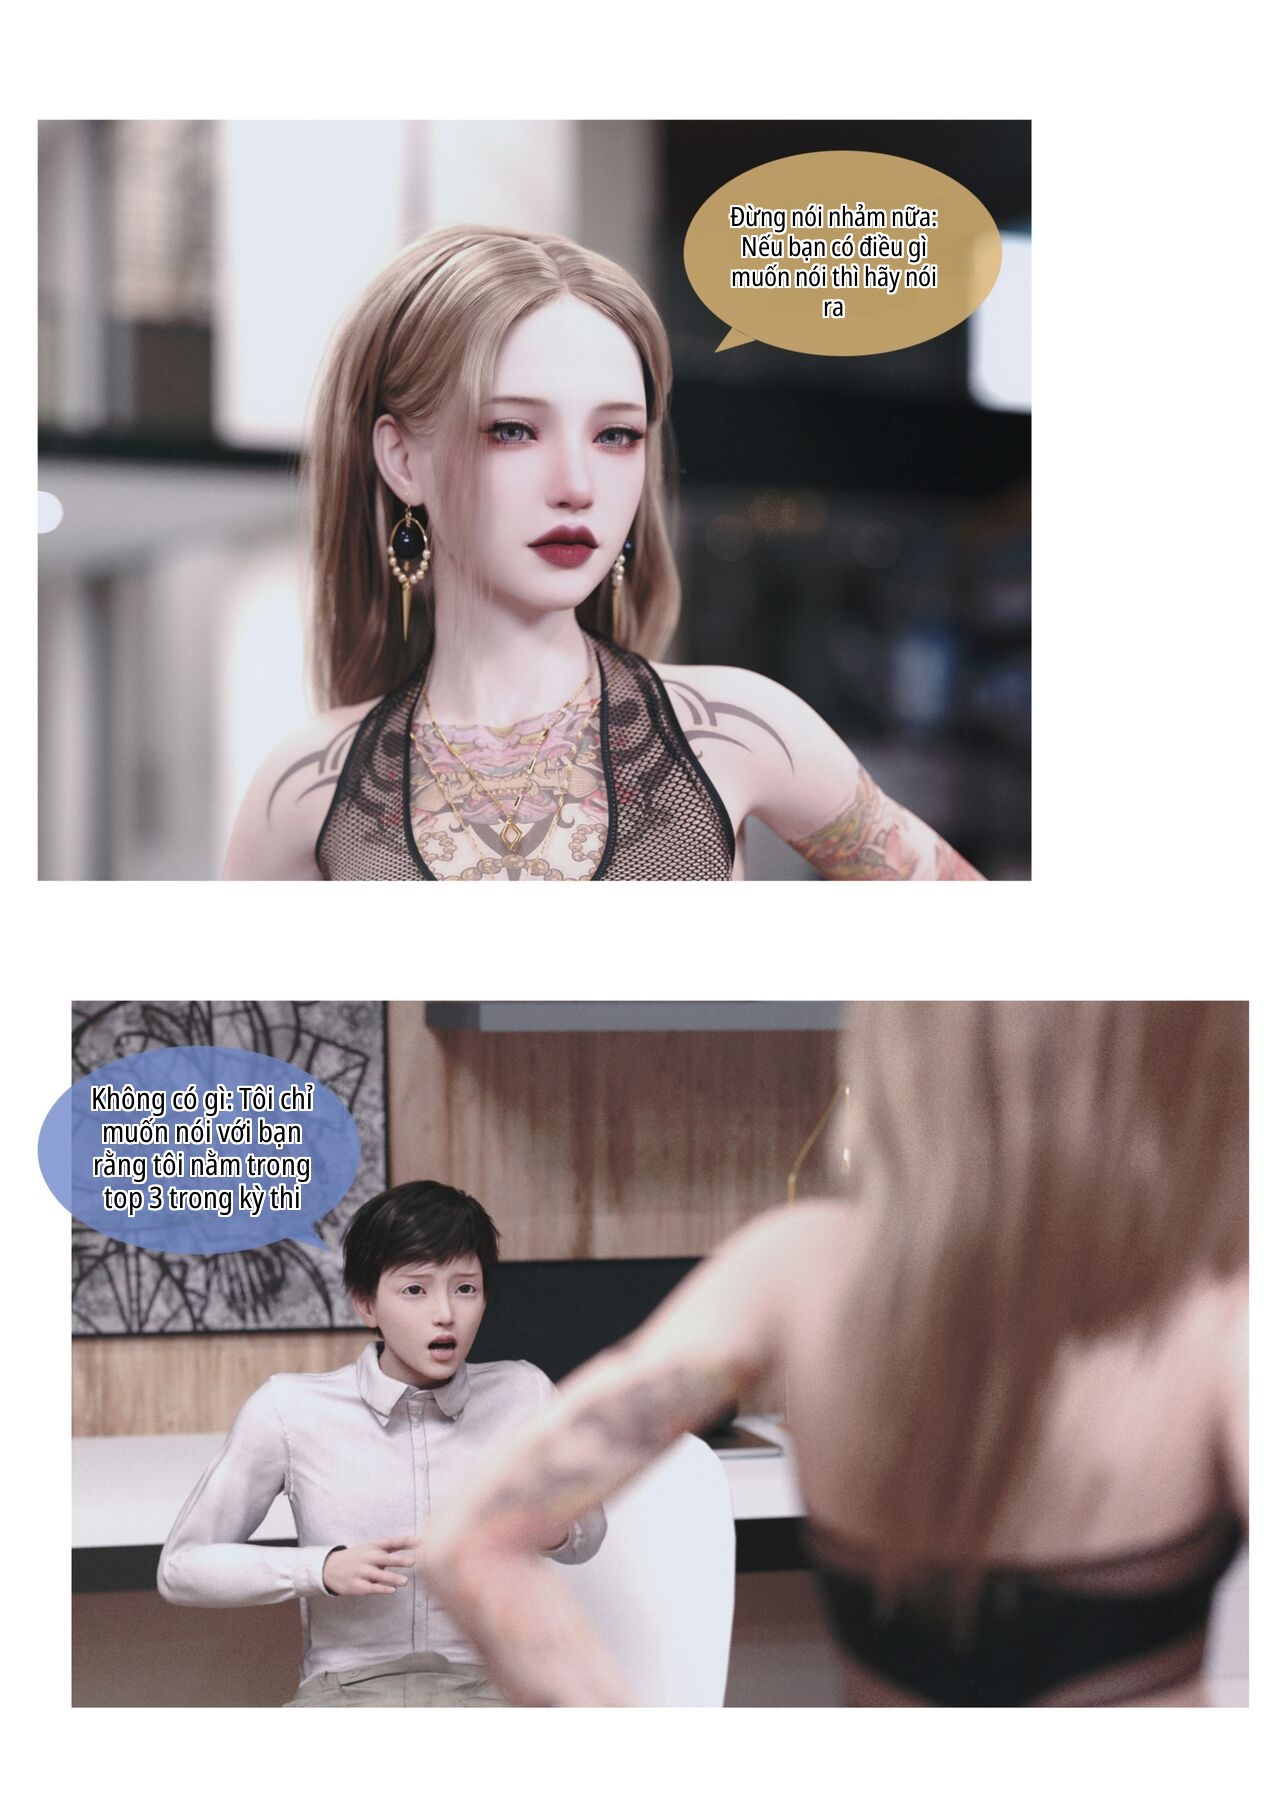 Đừng nói nhảm nữa:
Nếu bạn có điều gì
muốn nói thì hãy nói
ra
Không có gì: Tôi chỉ
muốn nói với bạn
rằng tôi nằm trong
top 3 trong kỳ thi